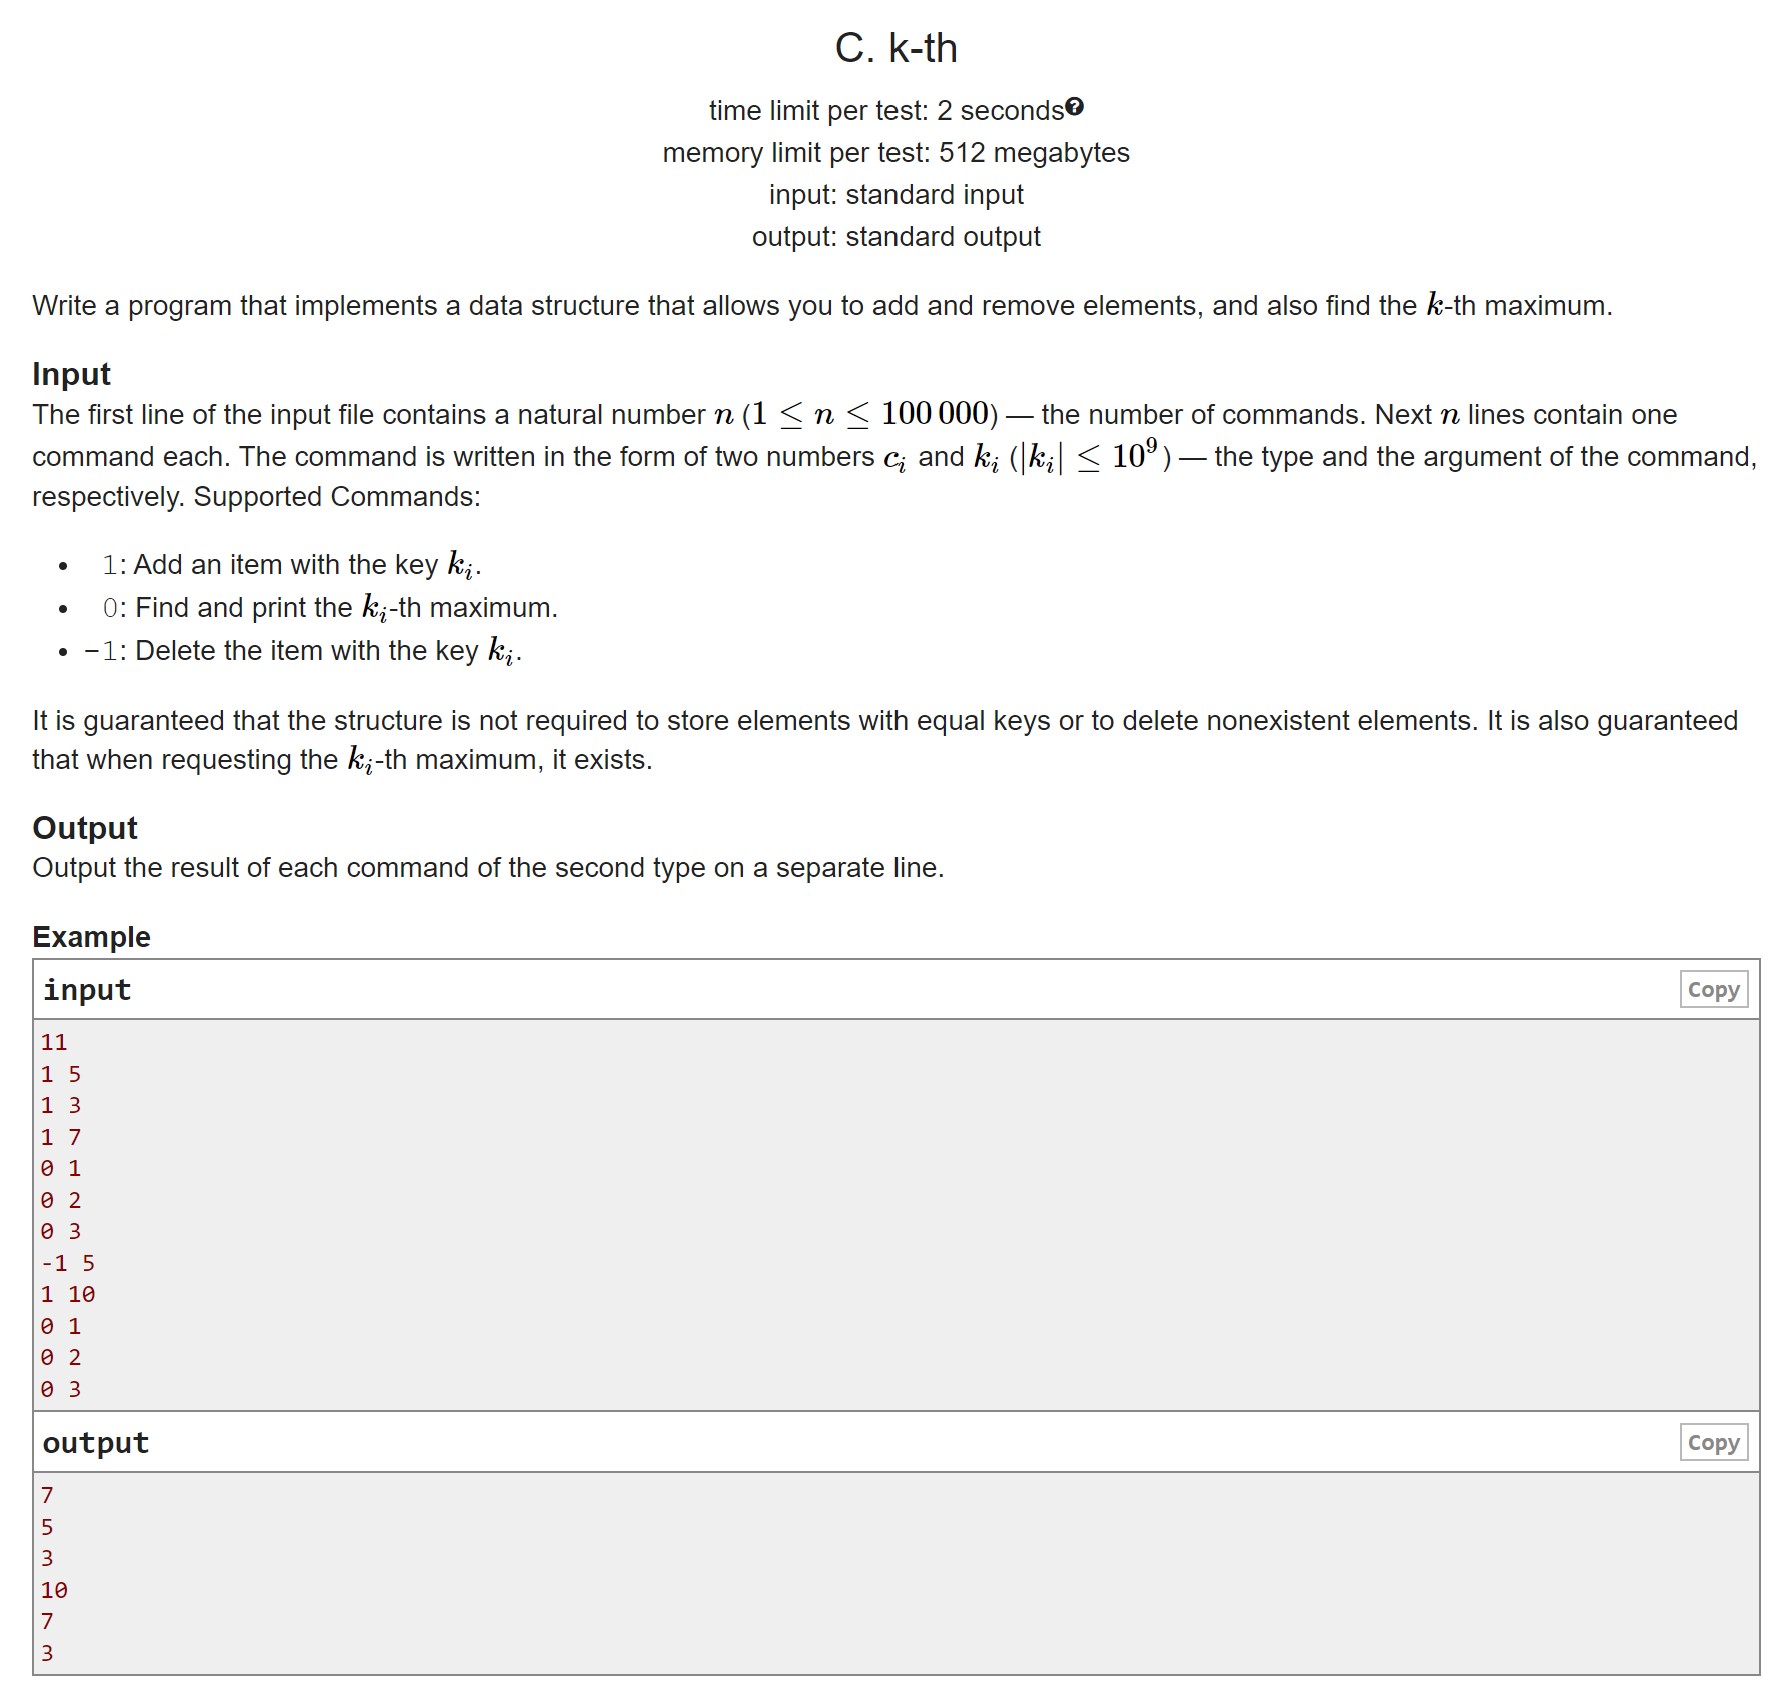 C. k-th
time limit per test: 2 seconds
memory limit per test: 512 megabytes
input: standard input
output: standard output
Write a program that implements a data structure that allows you to add and remove elements, and also find the k-th maximum.
Input
The first line of the input file contains a natural number n (1 ≤ n ≤ 100 000) — the number of commands. Next n lines contain one
command each. The command is written in the form of two numbers c_i and k_i (|k_i| ≤ 10^9) — the type and the argument of the command,
respectively. Supported Commands:
• 1: Add an item with the key k_i.
• 0: Find and print the k_i-th maximum.
• −1: Delete the item with the key k_i.
It is guaranteed that the structure is not required to store elements with equal keys or to delete nonexistent elements. It is also guaranteed
that when requesting the k_i-th maximum, it exists.
Output
Output the result of each command of the second type on a separate line.
Example
input Copy
11
1 5
1 3
1 7
0 1
0 2
0 3
-1 5
1 10
0 1
0 2
0 3
output Copy
7
5
3
10
7
3